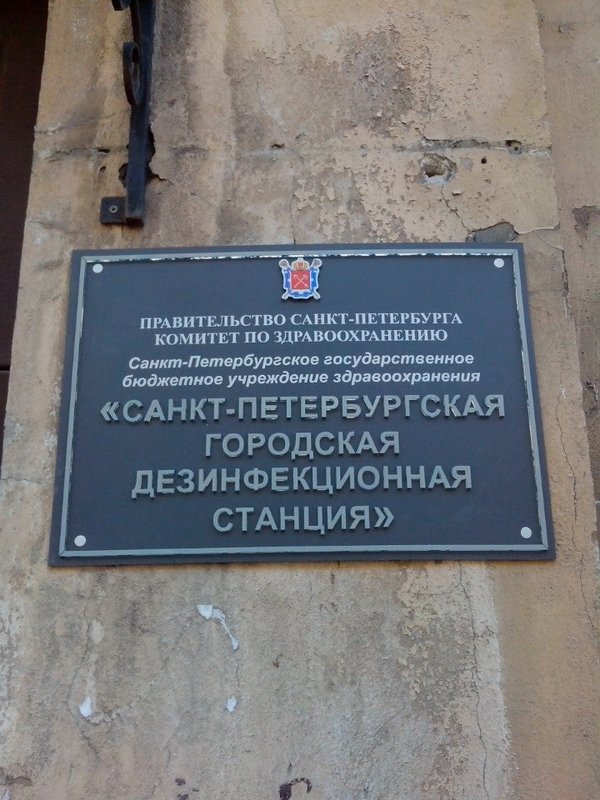 ПРАВИТЕЛЬСТВО САНКТ-ПЕТЕРБУРГА
КОМИТЕТ ПО ЗДРАВООХРАНЕНИЮ
Санкт-Петербургское государственное
бюджетное учреждение здравоохранения
«САНКТ-ПЕТЕРБУРГСКАЯ
ГОРОДСКАЯ
ДЕЗИНФЕКЦИОННАЯ
СТАНЦИЯ»